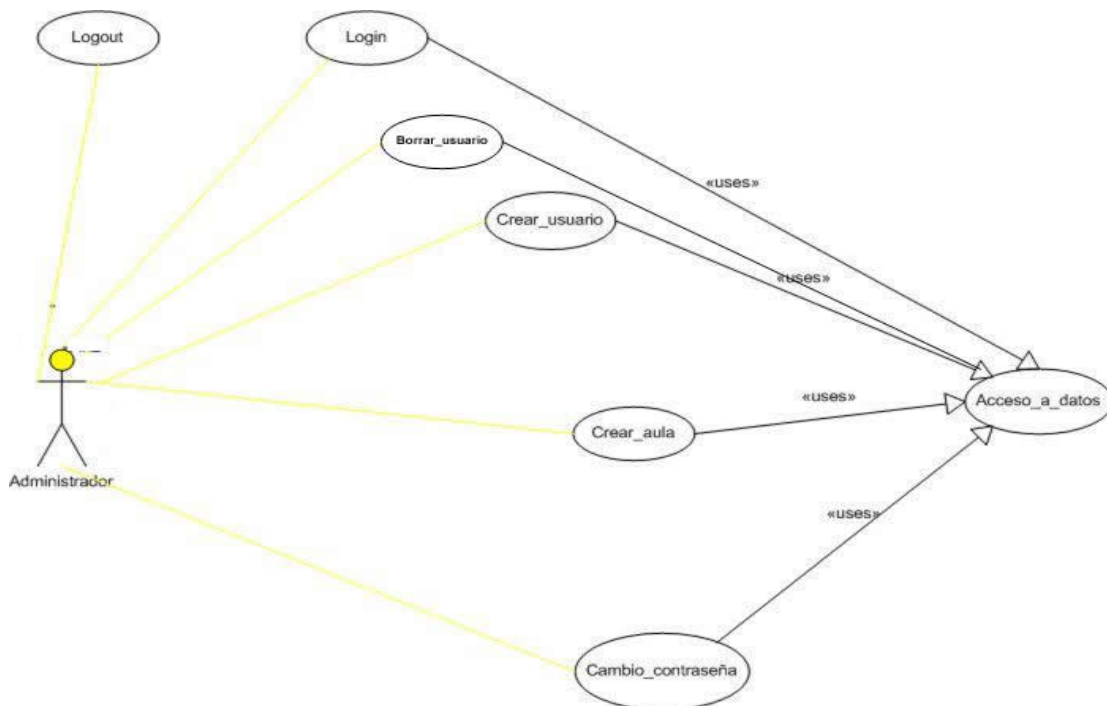 Logout
Login
Borrar_usuario
«uses»
Crear_usuario
«uses»
Acceso_a_datos
«uses»
Crear_aula
Administrador
«uses»
Cambio_contraseña